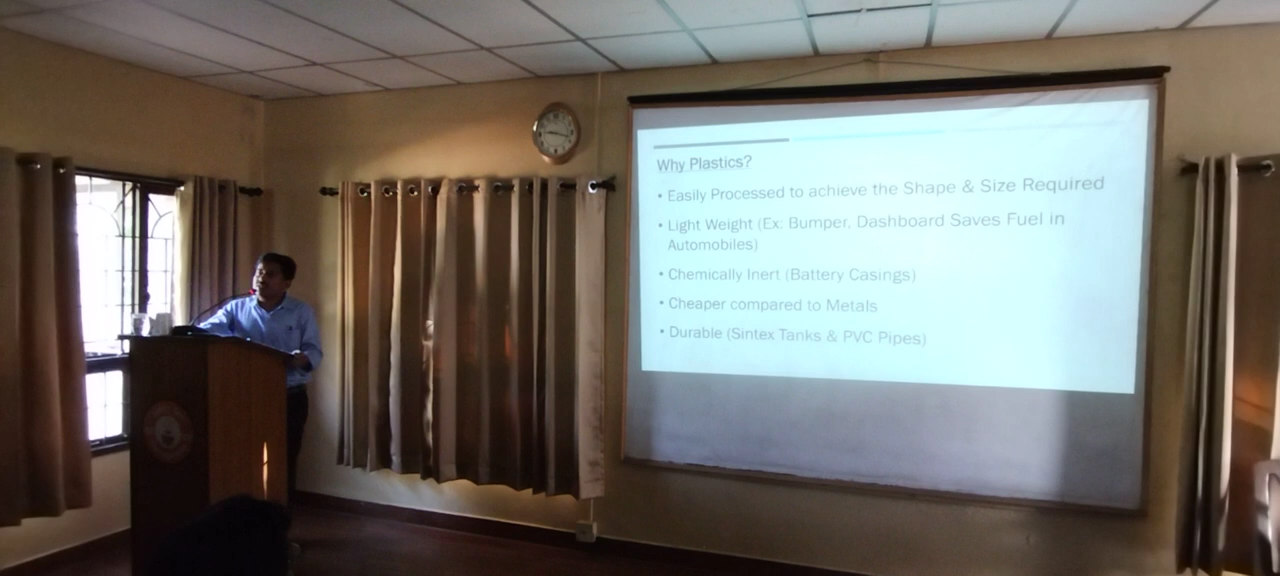 Why Plastics?
• Easily Processed to achieve the Shape & Size Required
• Light Weight (Ex: Bumper, Dashboard Saves Fuel in
Automobiles)
• Chemically Inert (Battery Casings)
• Cheaper compared to Metals
• Durable (Sintex Tanks & PVC Pipes)